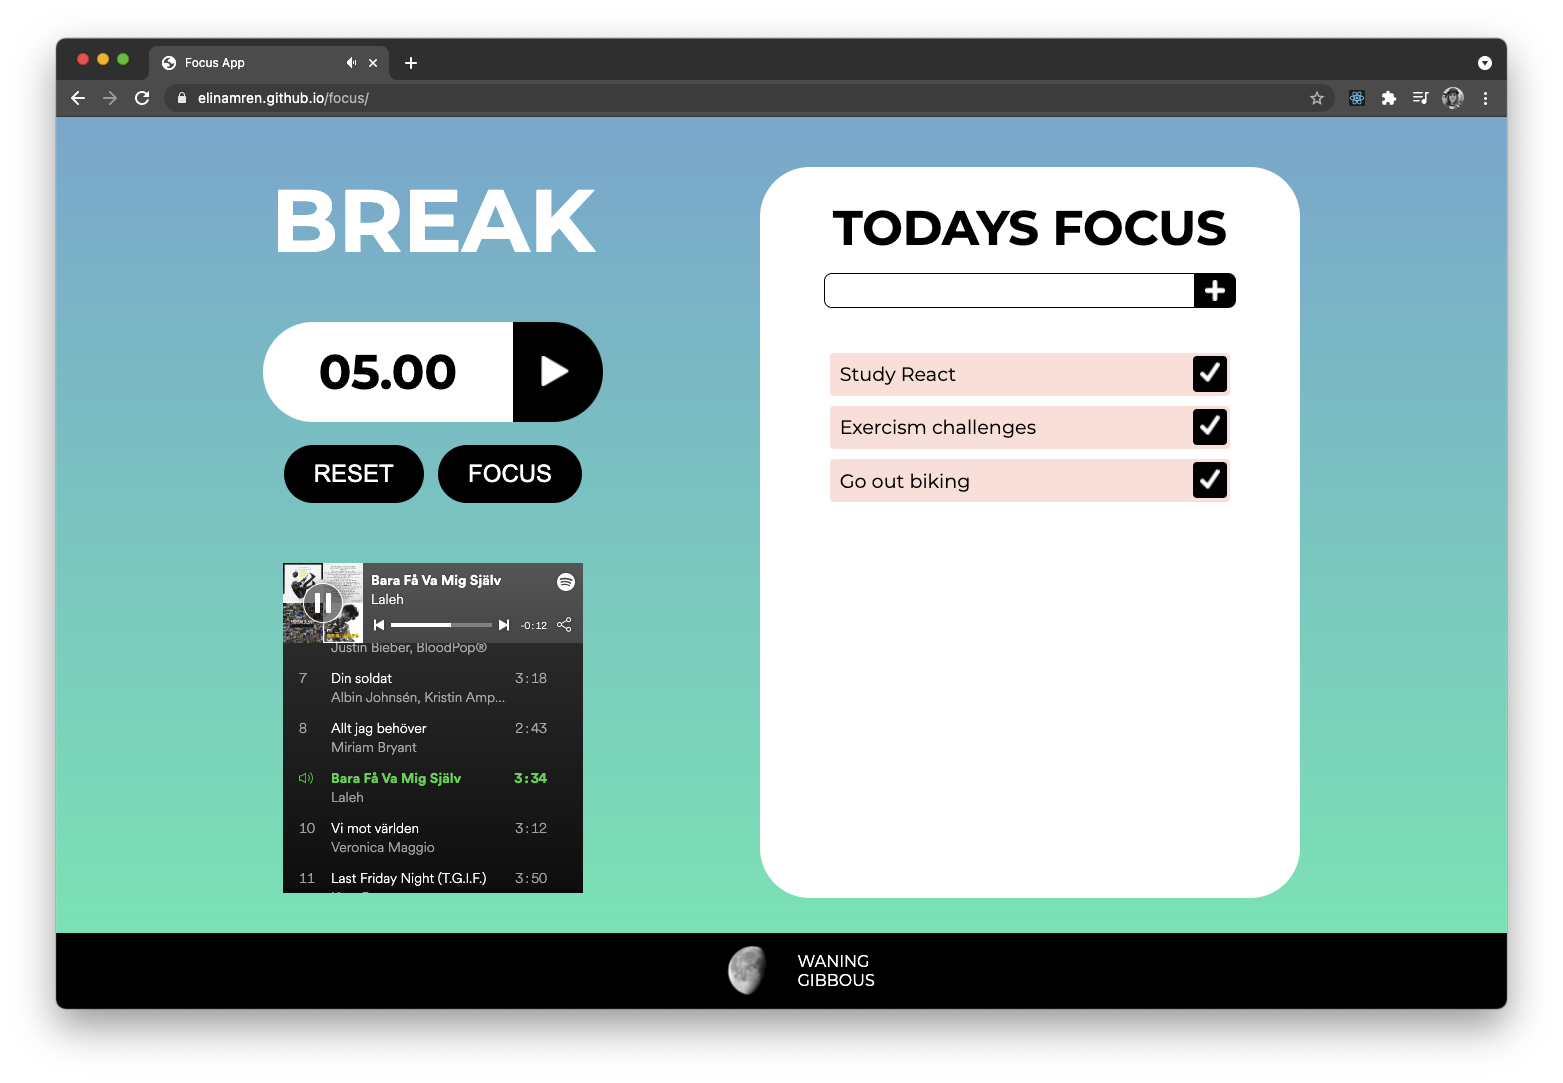 Focus App
elinamren.github.io/focus/
BREAK
05.00
RESET
FOCUS
Bara Få Va Mig Själv
Laleh
-0:12
Justin Bieber, BloodPop®
7 Din soldat 3:18
Albin Johnsén, Kristin Amp...
8 Allt jag behöver 2:43
Miriam Bryant
Bara Få Va Mig Själv 3:34
Laleh
10 Vi mot världen 3:12
Veronica Maggio
11 Last Friday Night (T.G.I.F.) 3:50
TODAYS FOCUS
Study React
Exercism challenges
Go out biking
WANING
GIBBOUS